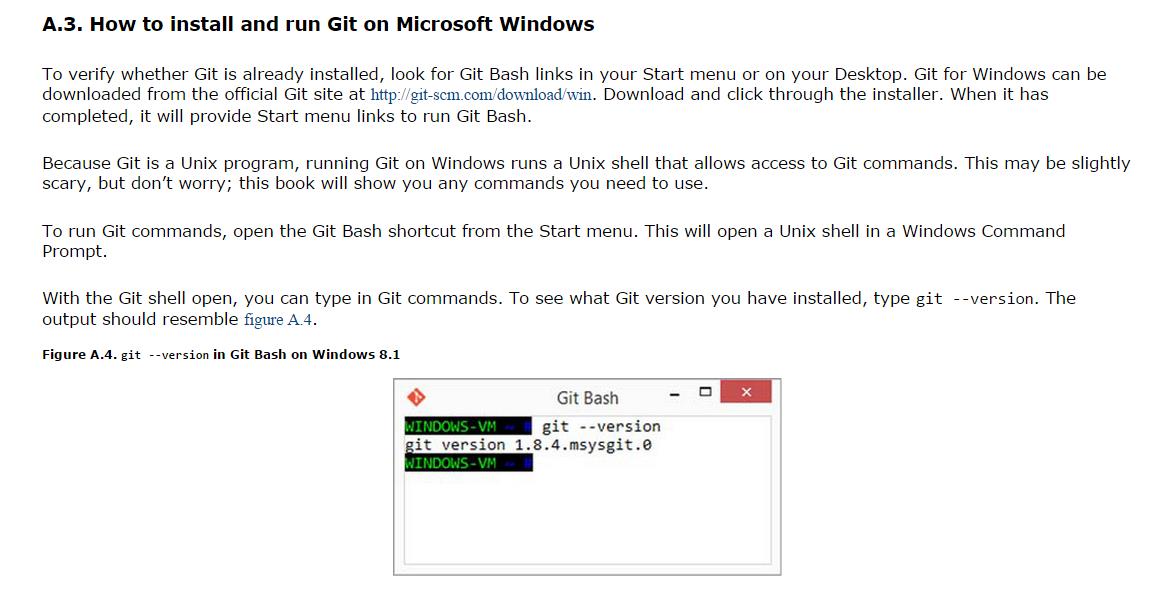 A.3. How to install and run Git on Microsoft Windows
To verify whether Git is already installed, look for Git Bash links in your Start menu or on your Desktop. Git for Windows can be
downloaded from the official Git site at http://git-scm.com/download/win. Download and click through the installer. When it has
completed, it will provide Start menu links to run Git Bash.
Because Git is a Unix program, running Git on Windows runs a Unix shell that allows access to Git commands. This may be slightly
scary, but don’t worry; this book will show you any commands you need to use.
To run Git commands, open the Git Bash shortcut from the Start menu. This will open a Unix shell in a Windows Command
Prompt.
With the Git shell open, you can type in Git commands. To see what Git version you have installed, type git --version. The
output should resemble figure A.4.
Figure A.4. git --version in Git Bash on Windows 8.1
Git Bash
WINDOWS-VM ~ # git --version
git version 1.8.4.msysgit.0
WINDOWS-VM ~ #